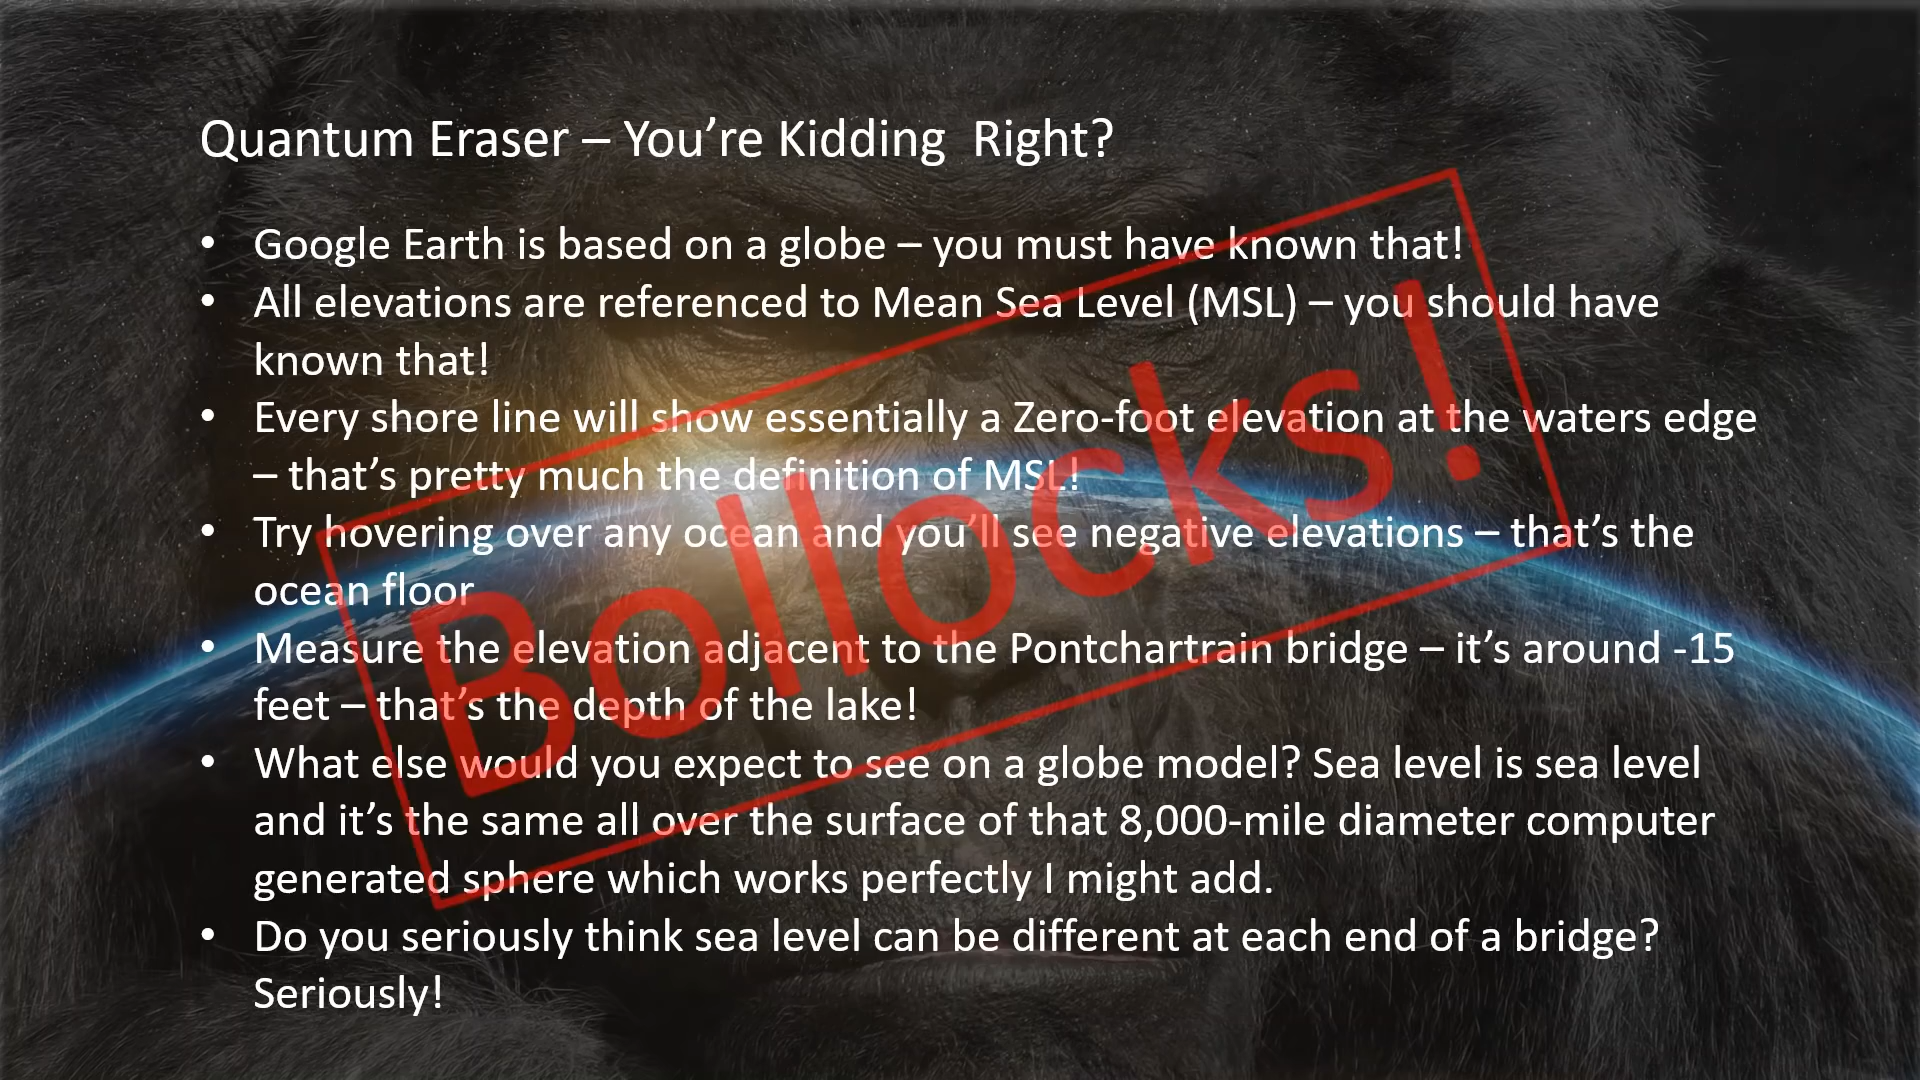 Quantum Eraser – You’re Kidding  Right?
• Google Earth is based on a globe – you must have known that!
• All elevations are referenced to Mean Sea Level (MSL) – you should have
known that!
• Every shore line will show essentially a Zero-foot elevation at the waters edge
– that’s pretty much the definition of MSL!
• Try hovering over any ocean and you’ll see negative elevations – that’s the
ocean floor
• Measure the elevation adjacent to the Pontchartrain bridge – it’s around -15
feet – that’s the depth of the lake!
• What else would you expect to see on a globe model? Sea level is sea level
and it’s the same all over the surface of that 8,000-mile diameter computer
generated sphere which works perfectly I might add.
• Do you seriously think sea level can be different at each end of a bridge?
Seriously!
Bollocks!